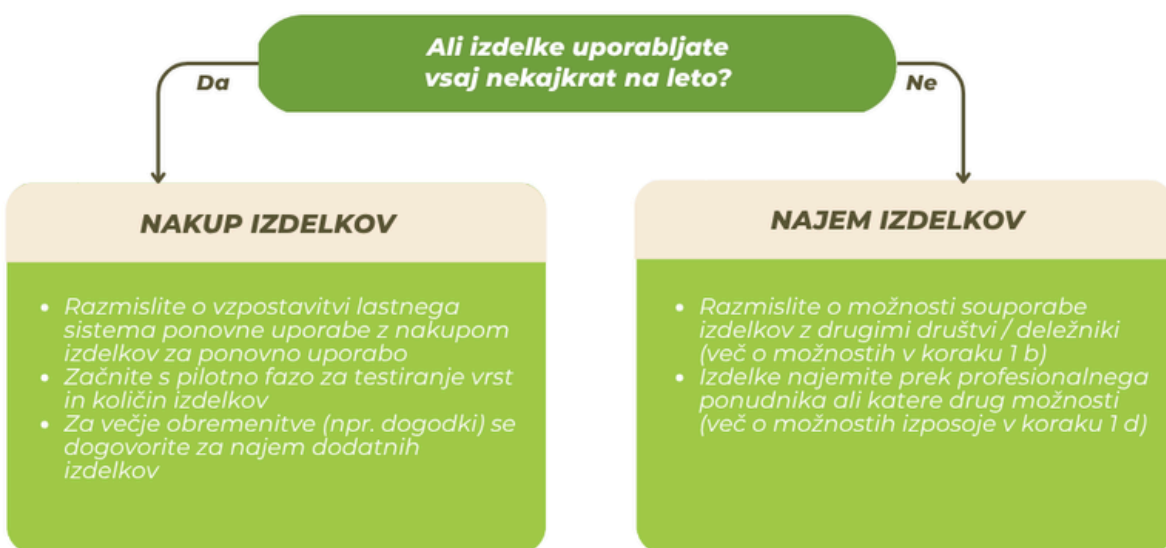 Ali izdelke uporabljate
vsaj nekajkrat na leto?
Da
Ne
NAKUP IZDELKOV
• Razmislite o vzpostavitvi lastnega
sistema ponovne uporabe z nakupom
izdelkov za ponovno uporabo
• Začnite s pilotno fazo za testiranje vrst
in količin izdelkov
• Za večje obremenitve (npr. dogodki) se
dogovorite za najem dodatnih
izdelkov
NAJEM IZDELKOV
• Razmislite o možnosti souporabe
izdelkov z drugimi društvi / deležniki
(več o možnostih v koraku 1 b)
• Izdelke najemite prek profesionalnega
ponudnika ali katere drug možnosti
(več o možnostih izposoje v koraku 1 d)